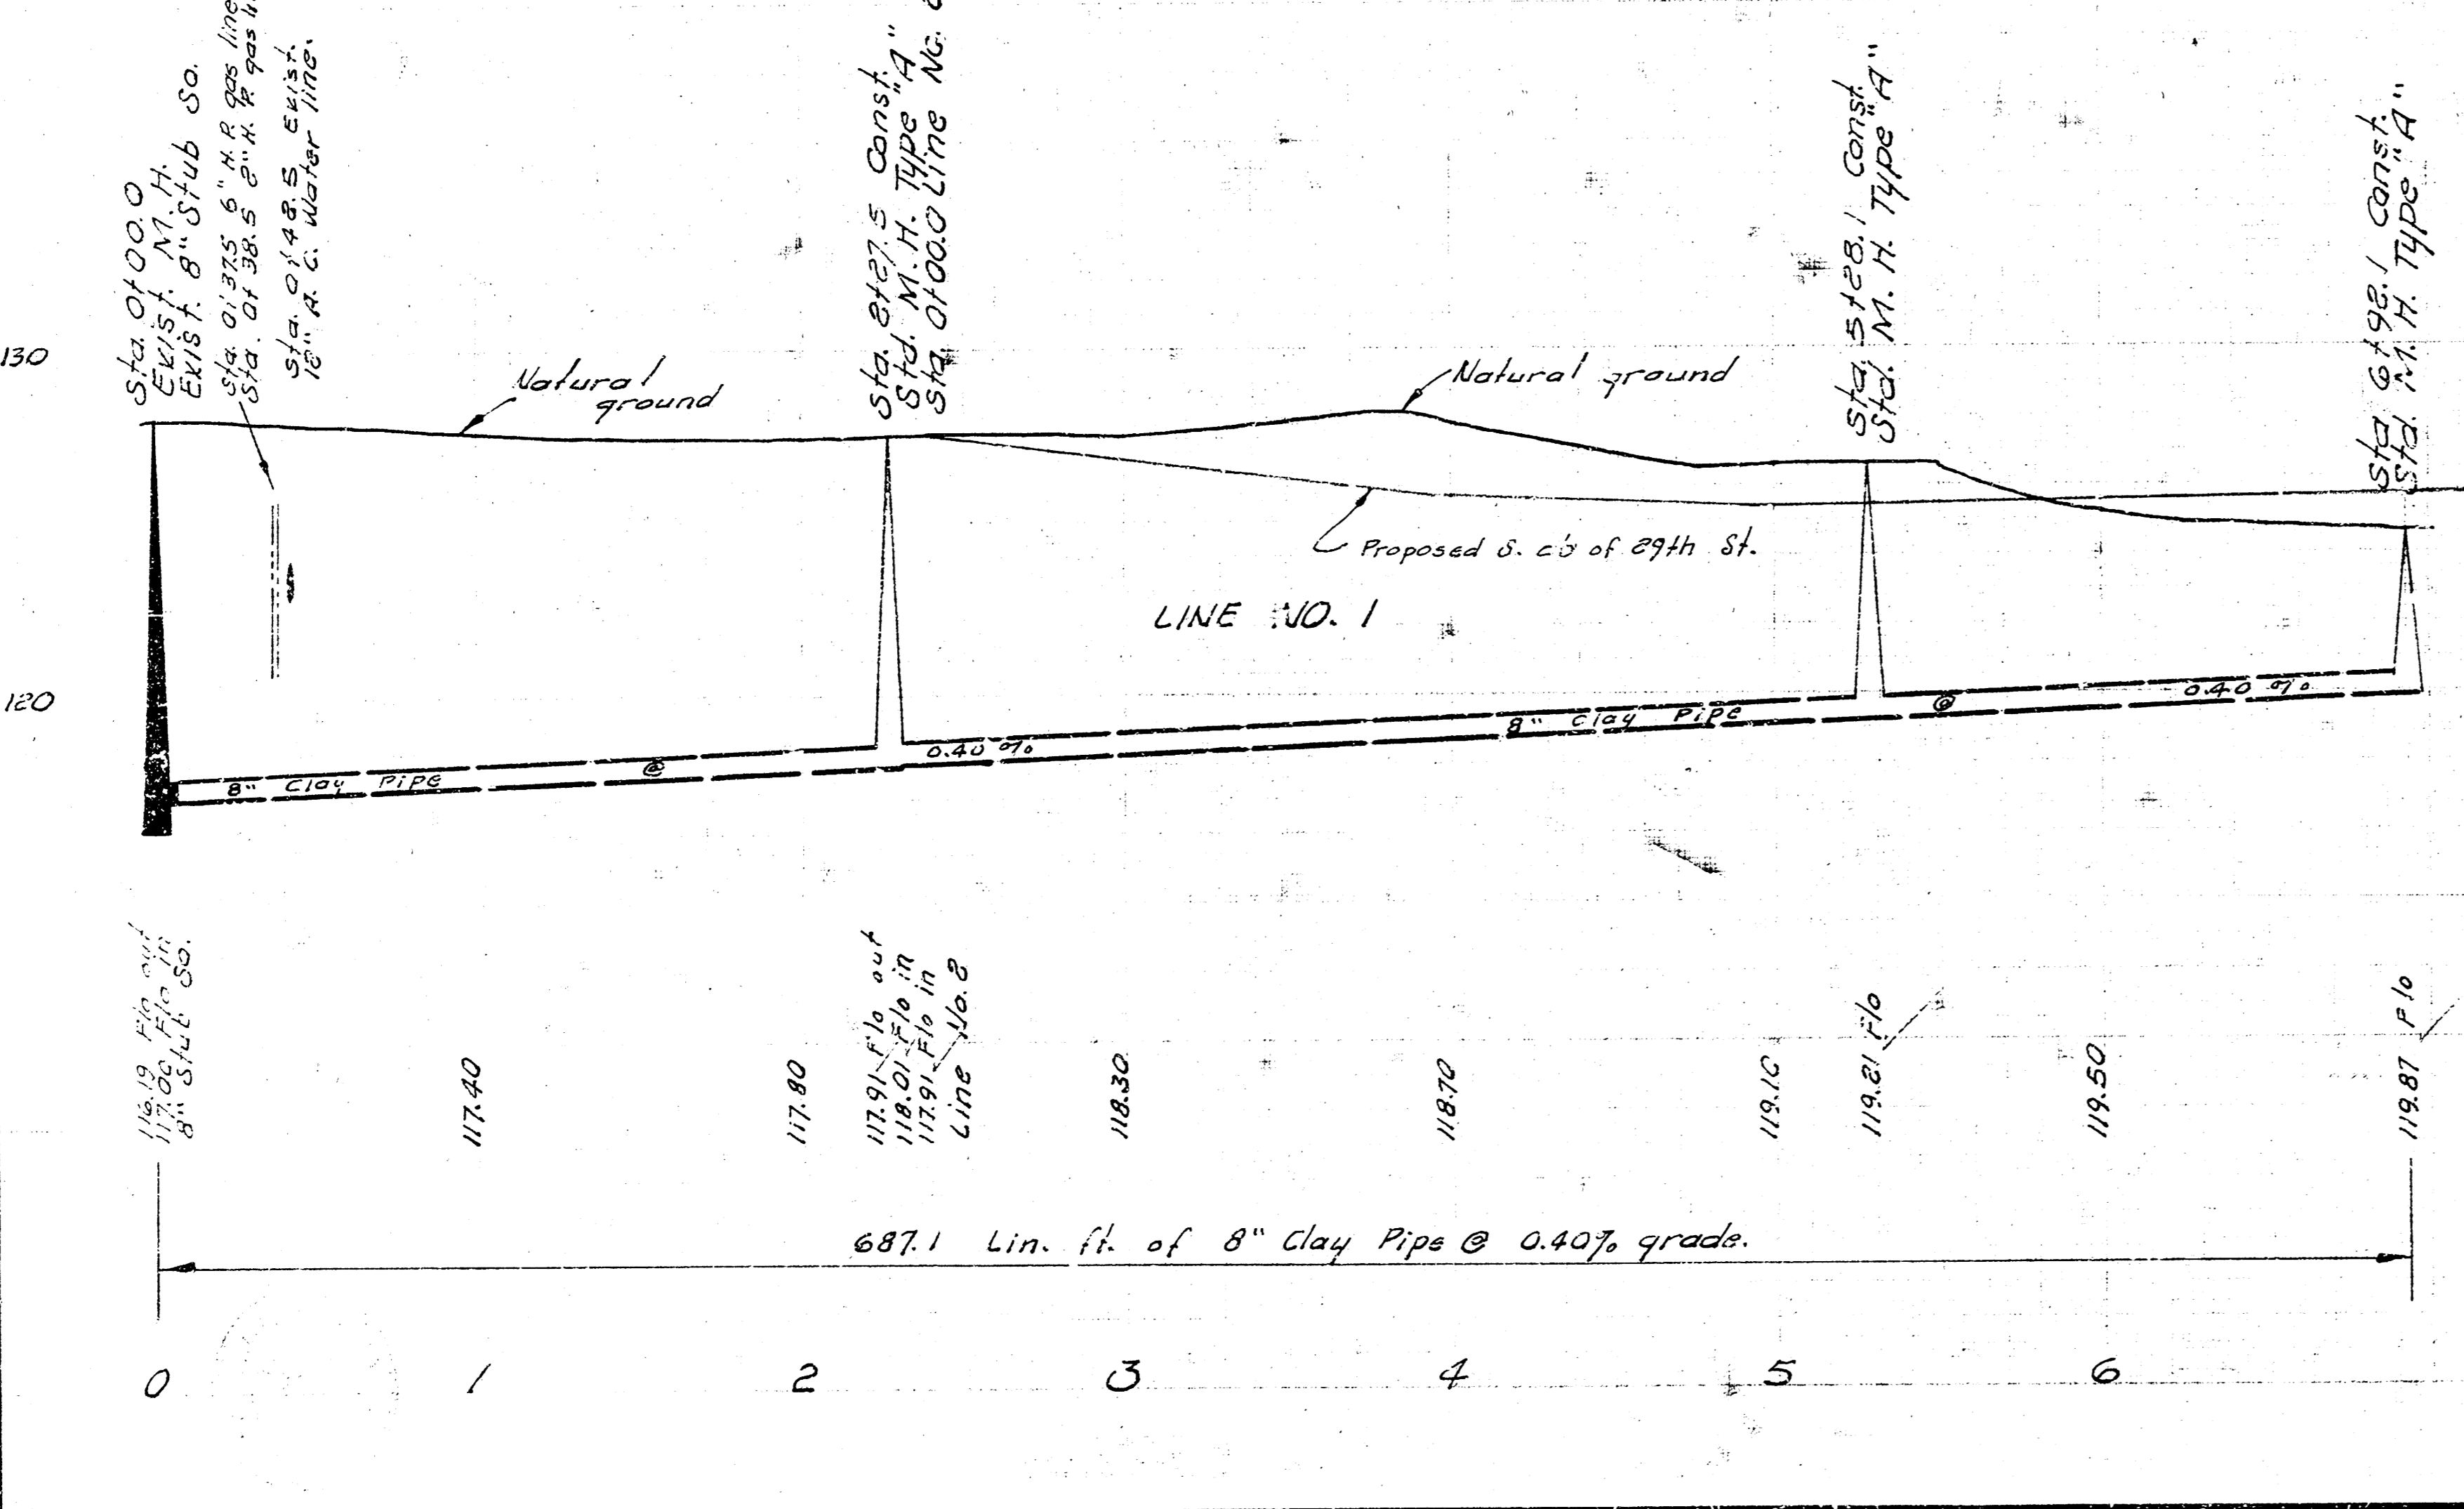 Sta. 0+00.0
Exist. M.H.
Exist. 8" Stub So.
Sta. 0+37.5 6" H.P. gas line
Sta. 0+38.5 2" H.P. gas
Sta. 0+48.5 Exist.
12" A.C. Water line.
Sta. 2+27.5 Const.
Std. M.H. Type "A"
Sta. 0+00.0 Line No.
Sta. 5+28.1 Const.
Std. M.H. Type "A"
Sta 6+92.1 Const.
Std. M.H. Type "A"
130
Natural
ground
Natural ground
Proposed S. cb of 29th St.
LINE NO. 1
120
8" Clay Pipe
@
0.40 %
8" Clay Pipe
@
0.40 %
116.19 Flo out
117.00 Flo in
8" Stub So.
117.40
117.80
117.91 Flo out
118.01 Flo in
117.91 Flo in
Line No. 2
118.30
118.70
119.10
119.21 Flo
119.50
119.87 Flo
687.1 Lin. ft. of 8" Clay Pipe @ 0.40% grade.
0 1 2 3 4 5 6